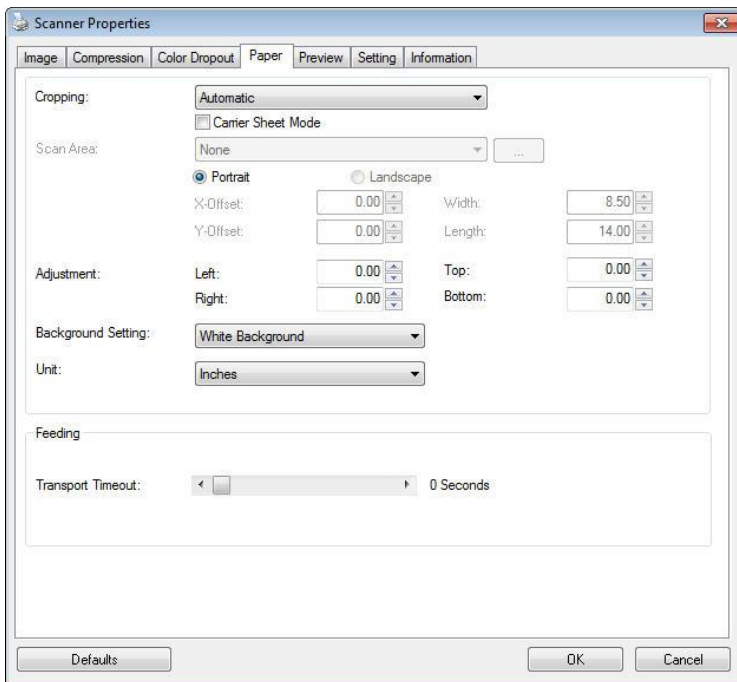 Scanner Properties
Image Compression Color Dropout Paper Preview Setting Information
Cropping: Automatic
Carrier Sheet Mode
Scan Area: None ...
Portrait Landscape
X-Offset: 0.00 Width: 8.50
Y-Offset: 0.00 Length: 14.00
Adjustment: Left: 0.00 Top: 0.00
Right: 0.00 Bottom: 0.00
Background Setting: White Background
Unit: Inches
Feeding
Transport Timeout: 0 Seconds
Defaults OK Cancel